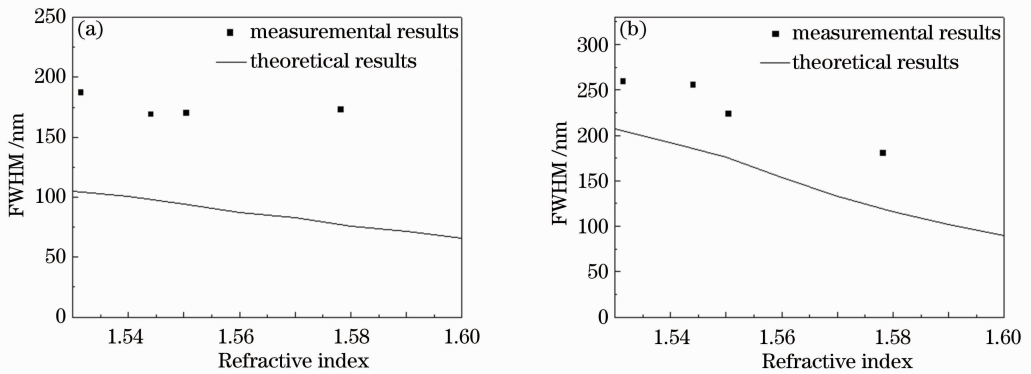 (a)
measuremental results
theoretical results
FWHM /nm
250
200
150
100
50
0
1.54
1.56
1.58
1.60
Refractive index
(b)
measuremental results
theoretical results
FWHM /nm
300
250
200
150
100
50
0
1.54
1.56
1.58
1.60
Refractive index